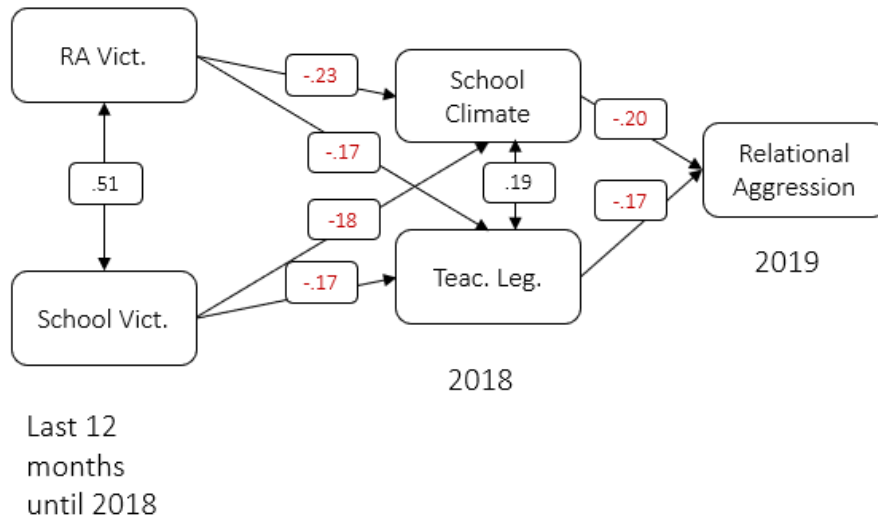 RA Vict.
-.23
School
Climate
-.20
-.17
.51
.19
Relational
Aggression
-18
-.17
2019
School Vict.
-.17
Teac. Leg.
2018
Last 12
months
until 2018